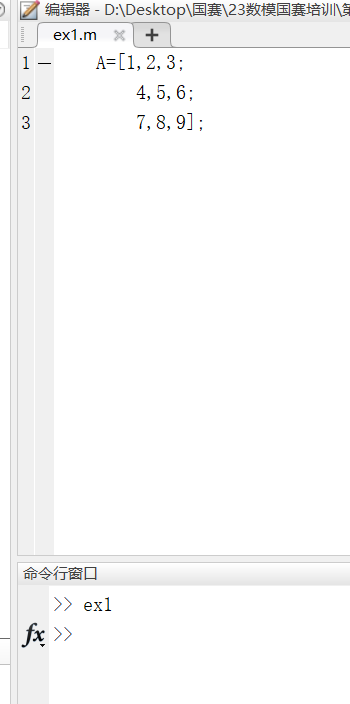 编辑器 - D:\Desktop\国赛\23数模国赛培训\第
ex1.m
1 A=[1,2,3;
2 4,5,6;
3 7,8,9];
命令行窗口
>> ex1
fx >>